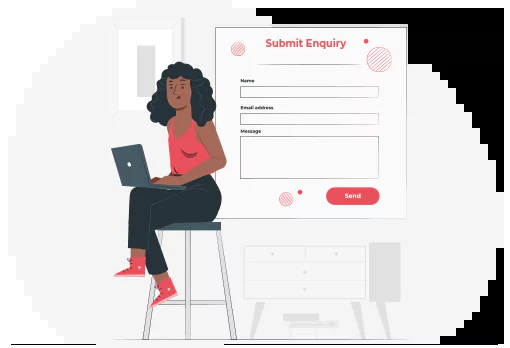 Submit Enquiry
Name
Email address
Message
Send